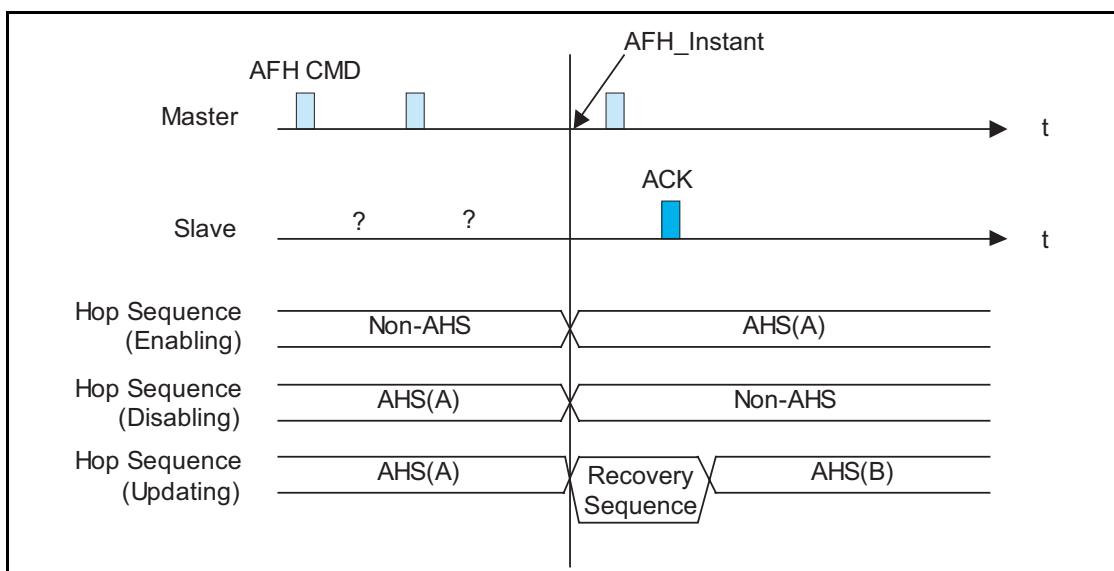 AFH_Instant
AFH CMD
Master
t
ACK
? ?
Slave
t
Hop Sequence
(Enabling)
Non-AHS
AHS(A)
Hop Sequence
(Disabling)
AHS(A)
Non-AHS
Hop Sequence
(Updating)
AHS(A)
Recovery
Sequence
AHS(B)